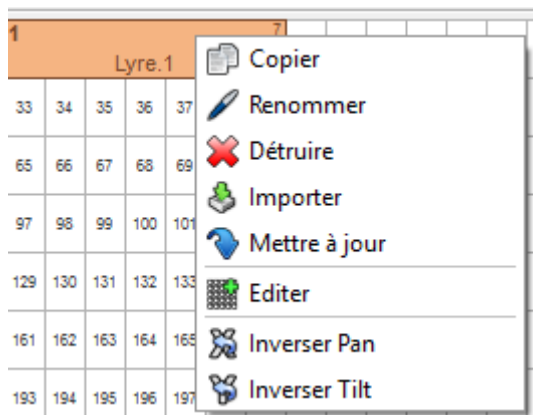 1 7
Lyre.1
Copier
Renommer
Détruire
Importer
Mettre à jour
Editer
Inverser Pan
Inverser Tilt
33 34 35 36 37
65 66 67 68 69
97 98 99 100 101
129 130 131 132 133
161 162 163 164 165
193 194 195 196 197